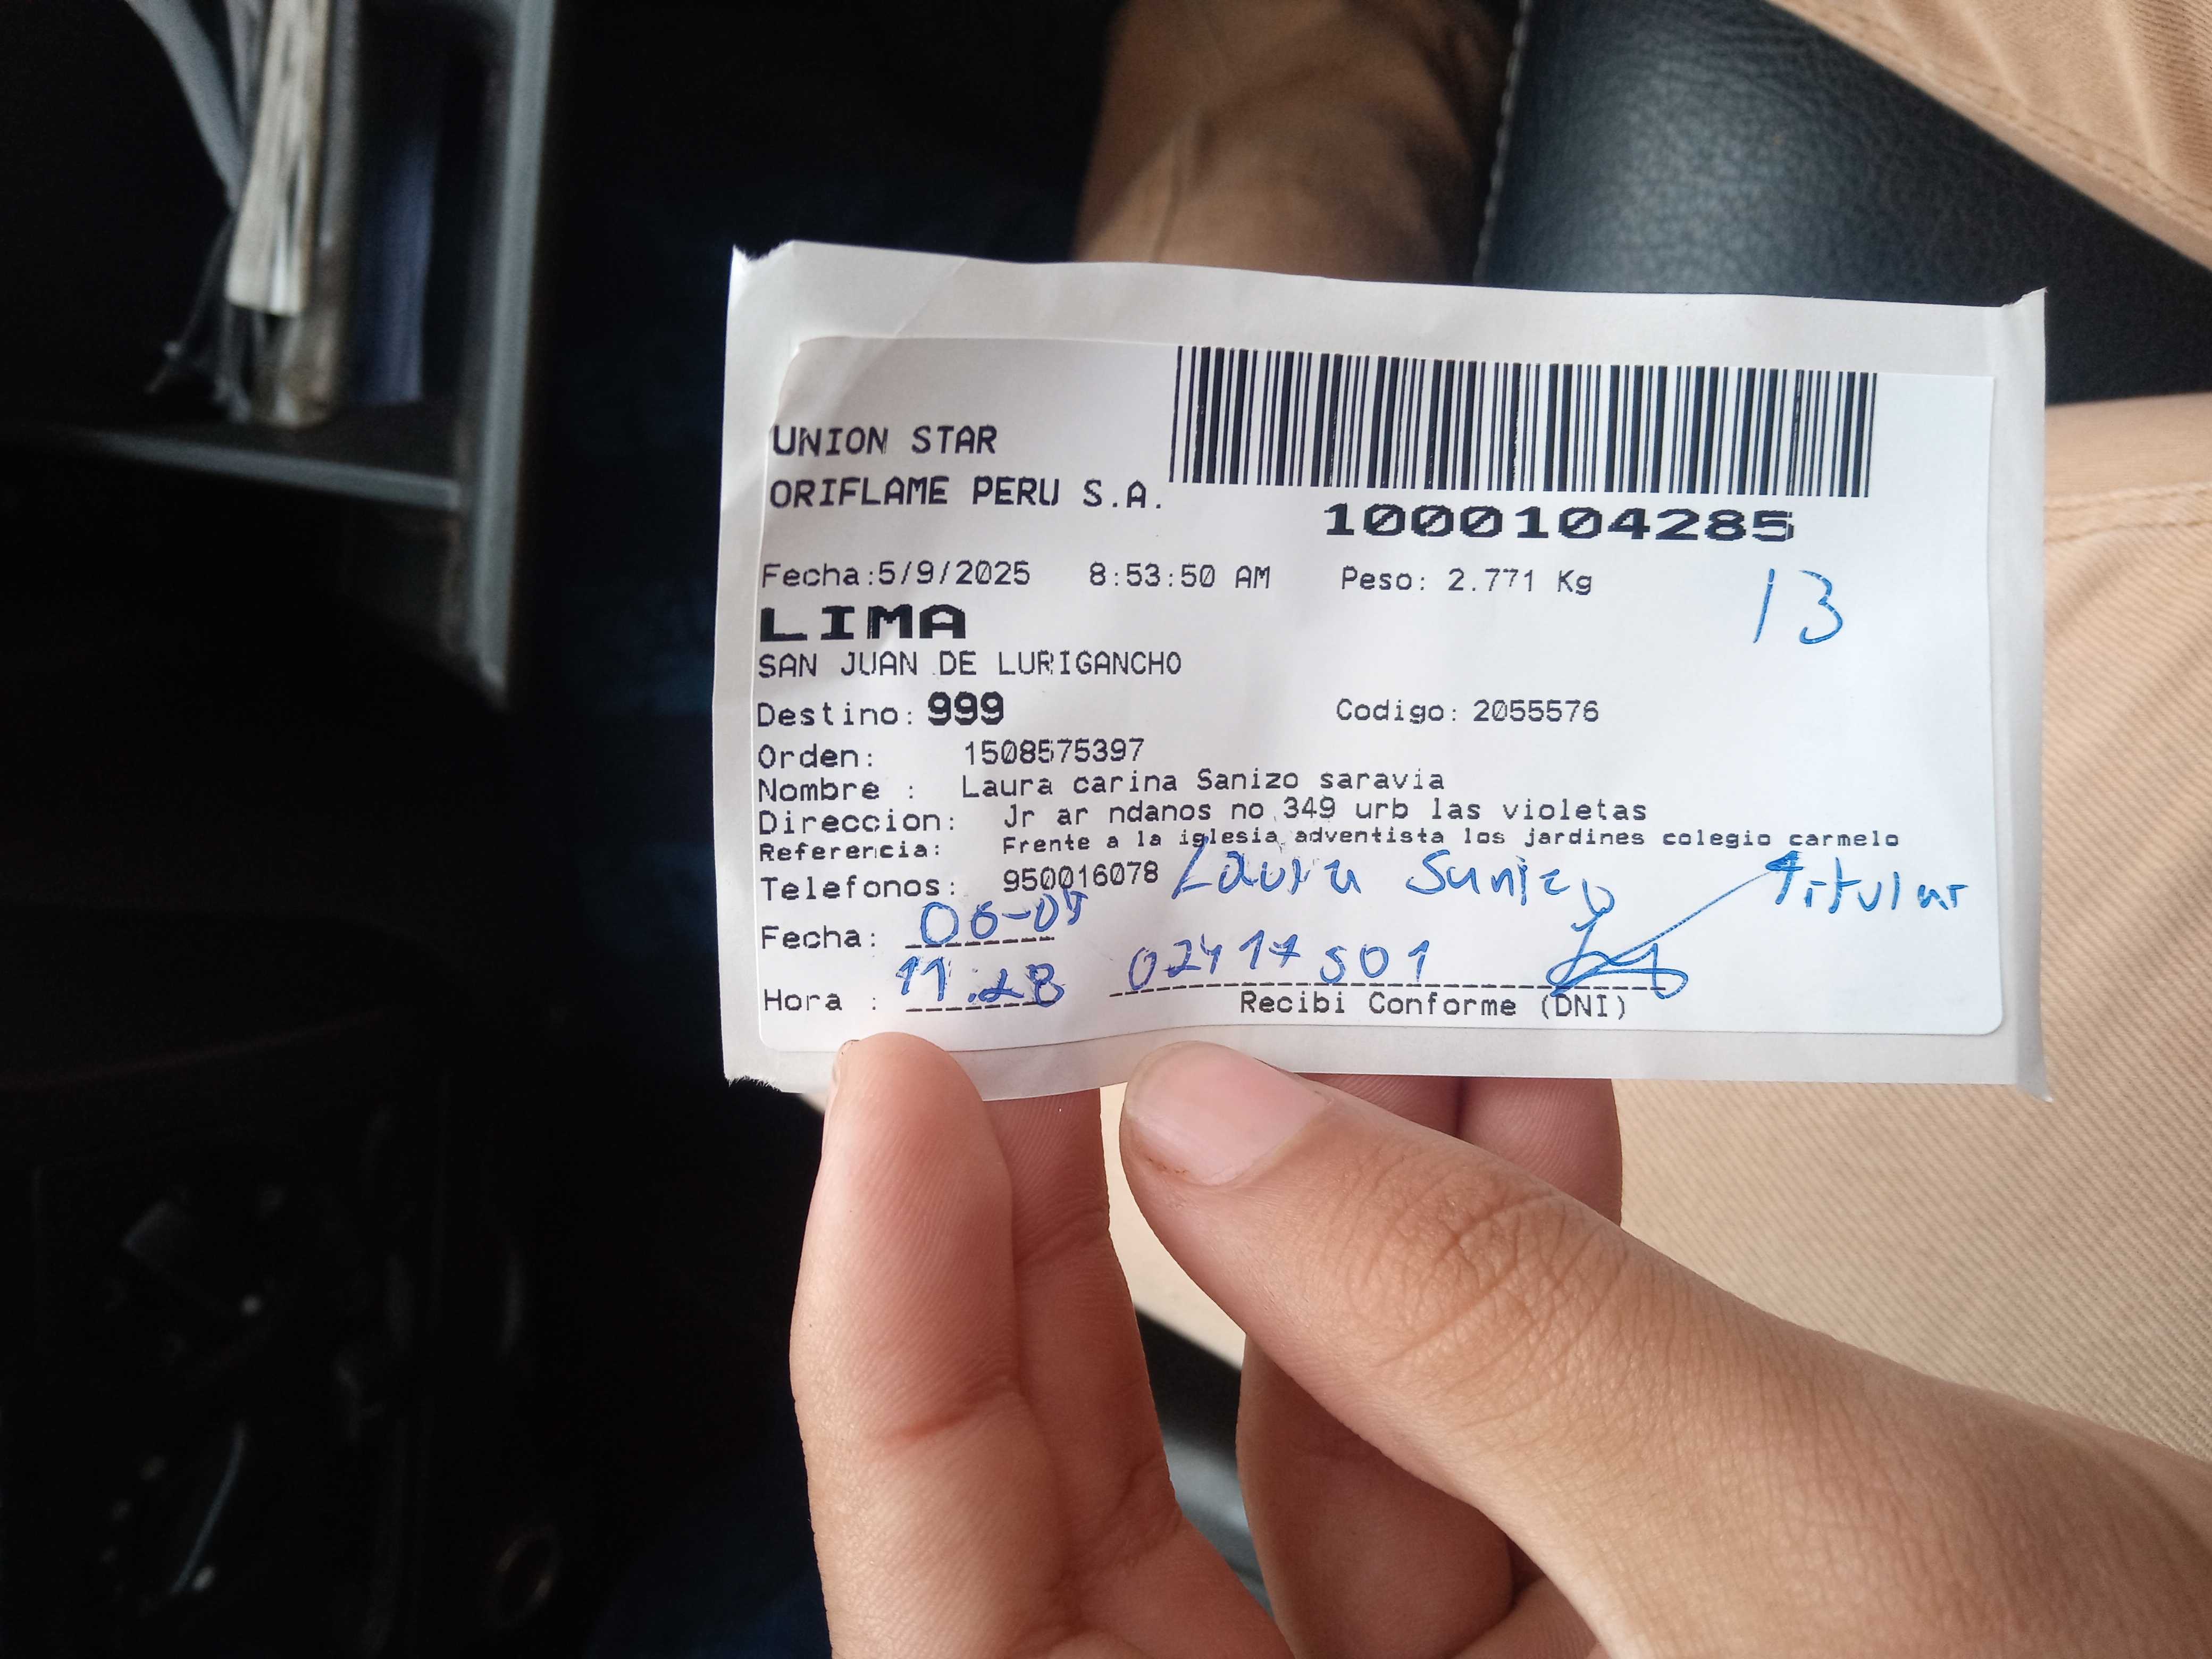 UNION STAR
ORIFLAME PERU S.A.
1000104285
Fecha:5/9/2025 8:53:50 AM Peso: 2.771 Kg
13
LIMA
SAN JUAN DE LURIGANCHO
Destino: 999 Codigo: 2055576
Orden: 1508575397
Nombre : Laura carina Sanizo saravia
Direccion: Jr ar ndanos no 349 urb las violetas
Referencia: Frente a la iglesia adventista los jardines colegio carmelo
Telefonos: 950016078 Laura Sanizo titular
Fecha: 06-09
Hora : 11:28 02417501
Recibi Conforme (DNI)